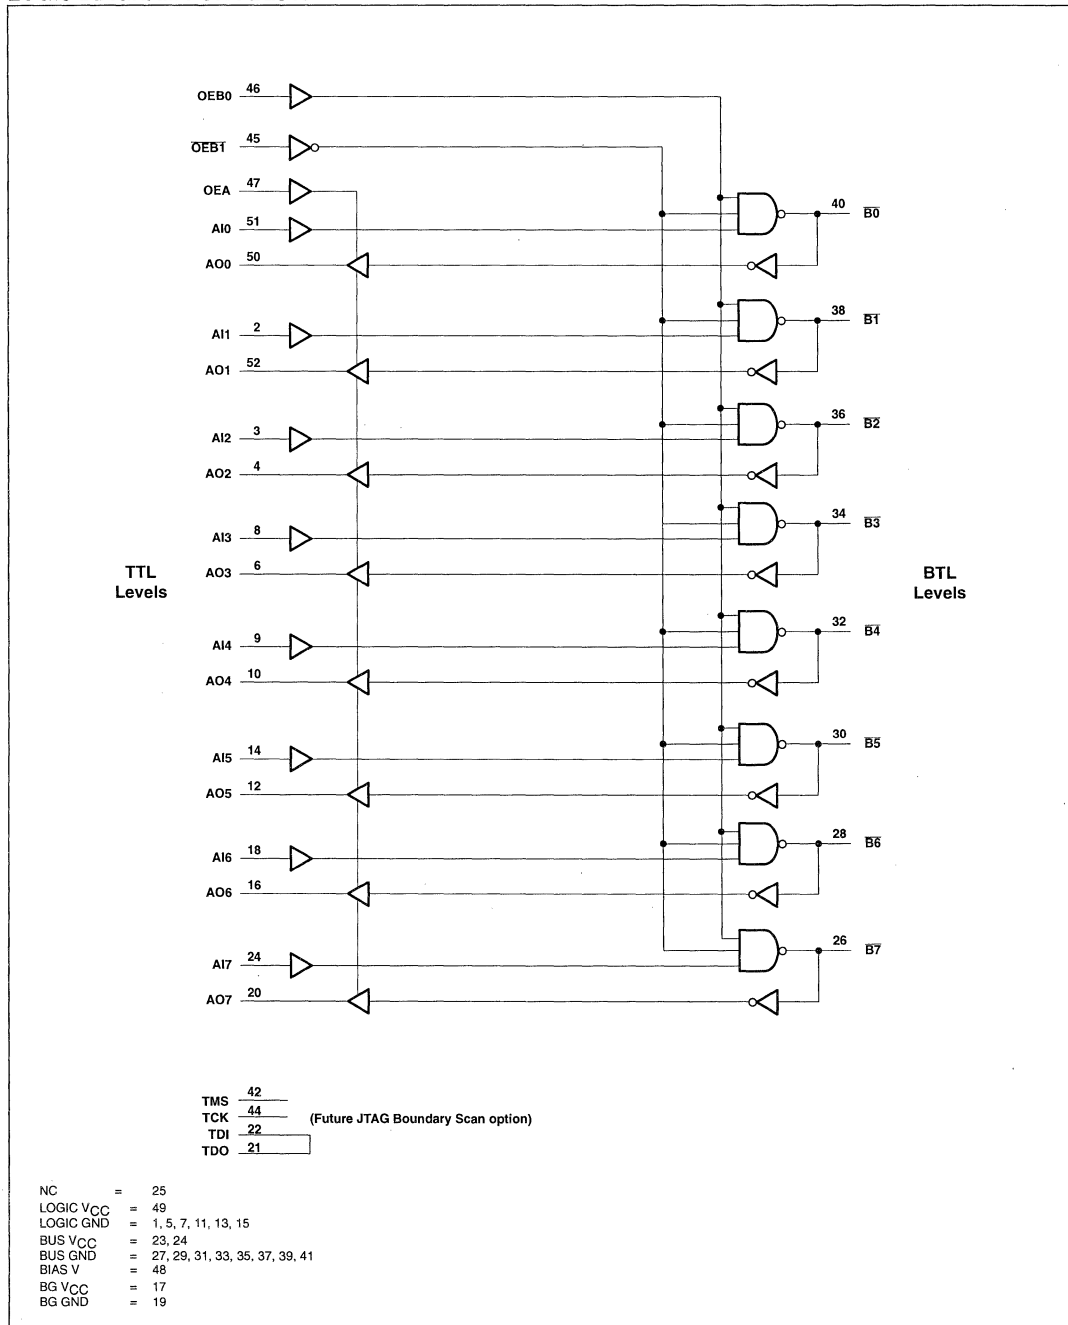 OEB0 46
OEB1 45
OEA 47
AI0 51
40 B0
AO0 50
AI1 2
38 B1
AO1 52
AI2 3
36 B2
AO2 4
AI3 8
34 B3
AO3 6
TTL
Levels
BTL
Levels
AI4 9
32 B4
AO4 10
AI5 14
30 B5
AO5 12
AI6 18
28 B6
AO6 16
AI7 24
26 B7
AO7 20
TMS 42
TCK 44
(Future JTAG Boundary Scan option)
TDI 22
TDO 21
NC = 25
LOGIC VCC = 49
LOGIC GND = 1, 5, 7, 11, 13, 15
BUS VCC = 23, 24
BUS GND = 27, 29, 31, 33, 35, 37, 39, 41
BIAS V = 48
BG VCC = 17
BG GND = 19